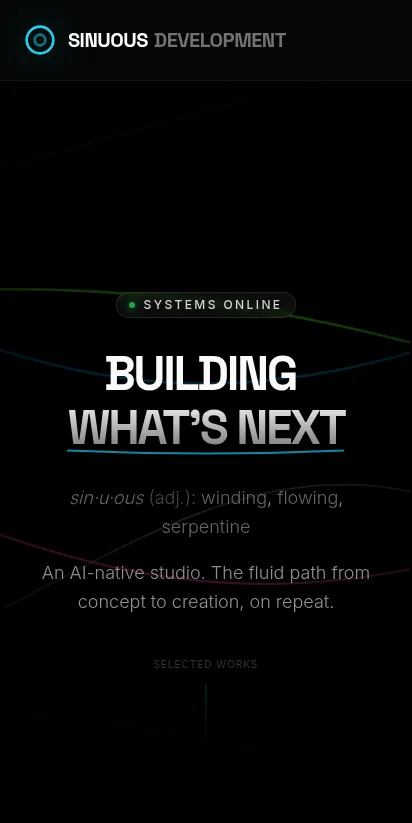 SINUOUS DEVELOPMENT
SYSTEMS ONLINE
BUILDING
WHAT'S NEXT
sin·u·ous (adj.): winding, flowing,
serpentine
An AI-native studio. The fluid path from
concept to creation, on repeat.
SELECTED WORKS